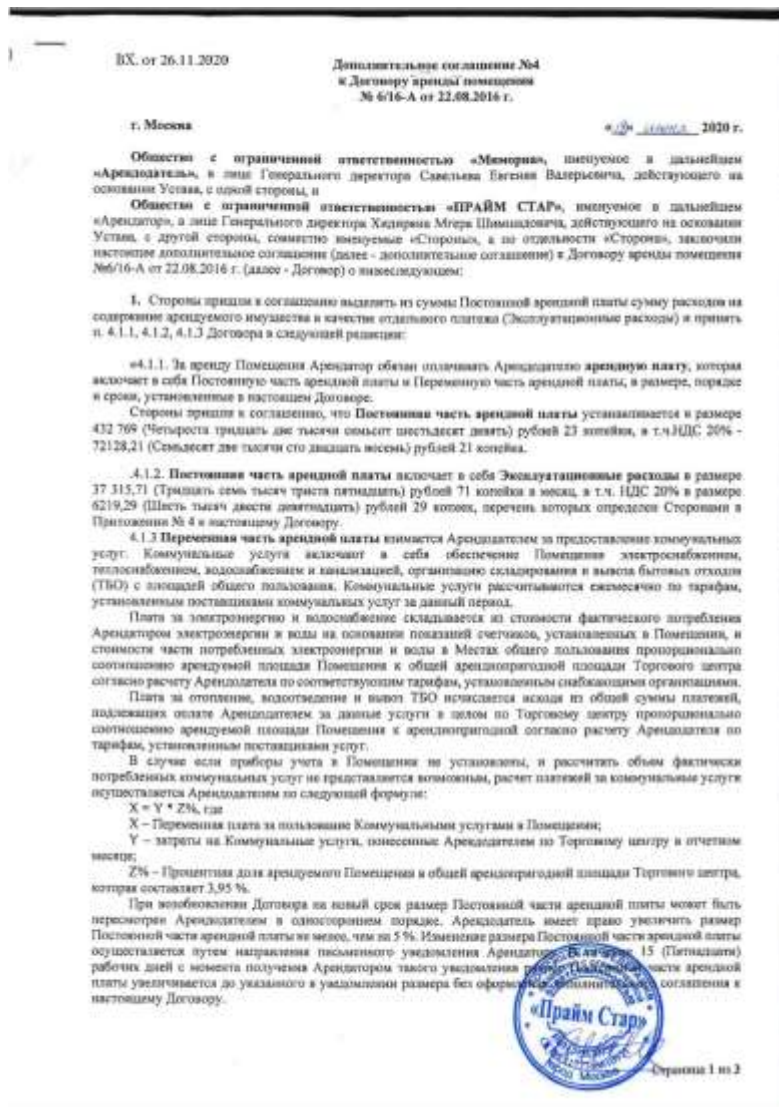 ВХ. от 26.11.2020
Дополнительное соглашение №4
к Договору аренды помещения
№ 6/16-А от 22.08.2016 г.
г. Москва
2020 г.
Общество с ограниченной ответственностью «Мимория», именуемое в дальнейшем
«Арендодатель», в лице Генерального директора Савельева Евгения Валерьевича, действующего на
основании Устава, с одной стороны, и
Общество с ограниченной ответственностью «ПРАЙМ СТАР», именуемое в дальнейшем
«Арендатор», в лице Генерального директора Хидиряна Мгера Шимшадовича, действующего на основании
Устава, с другой стороны, совместно именуемые «Стороны», а по отдельности «Сторона», заключили
настоящее дополнительное соглашение (далее - дополнительное соглашение) к Договору аренды помещения
№6/16-А от 22.08.2016 г. (далее - Договор) о нижеследующем:
1. Стороны пришли к соглашению выделить из суммы Постоянной арендной платы сумму расходов на
содержание арендуемого имущества в качестве отдельного платежа (Эксплуатационные расходы) и принять
п. 4.1.1, 4.1.2, 4.1.3 Договора в следующей редакции:
«4.1.1. За аренду Помещения Арендатор обязан оплачивать Арендодателю арендную плату, которая
включает в себя Постоянную часть арендной платы и Переменную часть арендной платы, в размере, порядке
и сроки, установленные в настоящем Договоре.
Стороны пришли к соглашению, что Постоянная часть арендной платы устанавливается в размере
432 769 (Четыреста тридцать две тысячи семьсот шестьдесят девять) рублей 23 копейки, в т.ч.НДС 20% -
72128,21 (Семьдесят две тысячи сто двадцать восемь) рублей 21 копейка.
.4.1.2. Постоянная часть арендной платы включает в себя Эксплуатационные расходы в размере
37 315,71 (Тридцать семь тысяч триста пятнадцать) рублей 71 копейка в месяц, в т.ч. НДС 20% в размере
6219,29 (Шесть тысяч двести девятнадцать) рублей 29 копеек, перечень которых определен Сторонами в
Приложении № 4 к настоящему Договору.
4.1.3 Переменная часть арендной платы взимается Арендодателем за предоставление коммунальных
услуг. Коммунальные услуги включают в себя обеспечение Помещения электроснабжением,
теплоснабжением, водоснабжением и канализацией, организацию складирования и вывоза бытовых отходов
(ТБО) с площадей общего пользования. Коммунальные услуги рассчитываются ежемесячно по тарифам,
установленным поставщиками коммунальных услуг за данный период.
Плата за электроэнергию и водоснабжение складывается из стоимости фактического потребления
Арендатором электроэнергии и воды на основании показаний счетчиков, установленных в Помещении, и
стоимости части потребленных электроэнергии и воды в Местах общего пользования пропорционально
соотношению арендуемой площади Помещения к общей аренднопригодной площади Торгового центра
согласно расчету Арендодателя по соответствующим тарифам, установленным снабжающими организациями.
Плата за отопление, водоотведение и вывоз ТБО исчисляется исходя из общей суммы платежей,
подлежащих оплате Арендодателем за данные услуги в целом по Торговому центру пропорционально
соотношению арендуемой площади Помещения к аренднопригодной согласно расчету Арендодателя по
тарифам, установленным поставщиками услуг.
В случае если приборы учета в Помещении не установлены, и рассчитать объем фактически
потребленных коммунальных услуг не представляется возможным, расчет платежей за коммунальные услуги
осуществляется Арендодателем по следующей формуле:
X = Y * Z%, где
X – Переменная плата за пользование Коммунальными услугами в Помещении;
Y – затраты на Коммунальные услуги, понесенные Арендодателем по Торговому центру в отчетном
месяце;
Z% – Процентная доля арендуемого Помещения в общей аренднопригодной площади Торгового центра,
которая составляет 3,95 %.
При возобновлении Договора на новый срок размер Постоянной части арендной платы может быть
пересмотрен Арендодателем в одностороннем порядке. Арендодатель имеет право увеличить размер
Постоянной части арендной платы не менее, чем на 5 %. Изменение размера Постоянной части арендной платы
осуществляется путем направления письменного уведомления 15 (Пятнадцати)
рабочих дней с момента получения Арендатором такого уведомления части арендной
платы увеличивается до указанного в уведомлении размера без соглашения к
настоящему Договору.
«Прайм Стар»
Москва
Страница 1 из 2